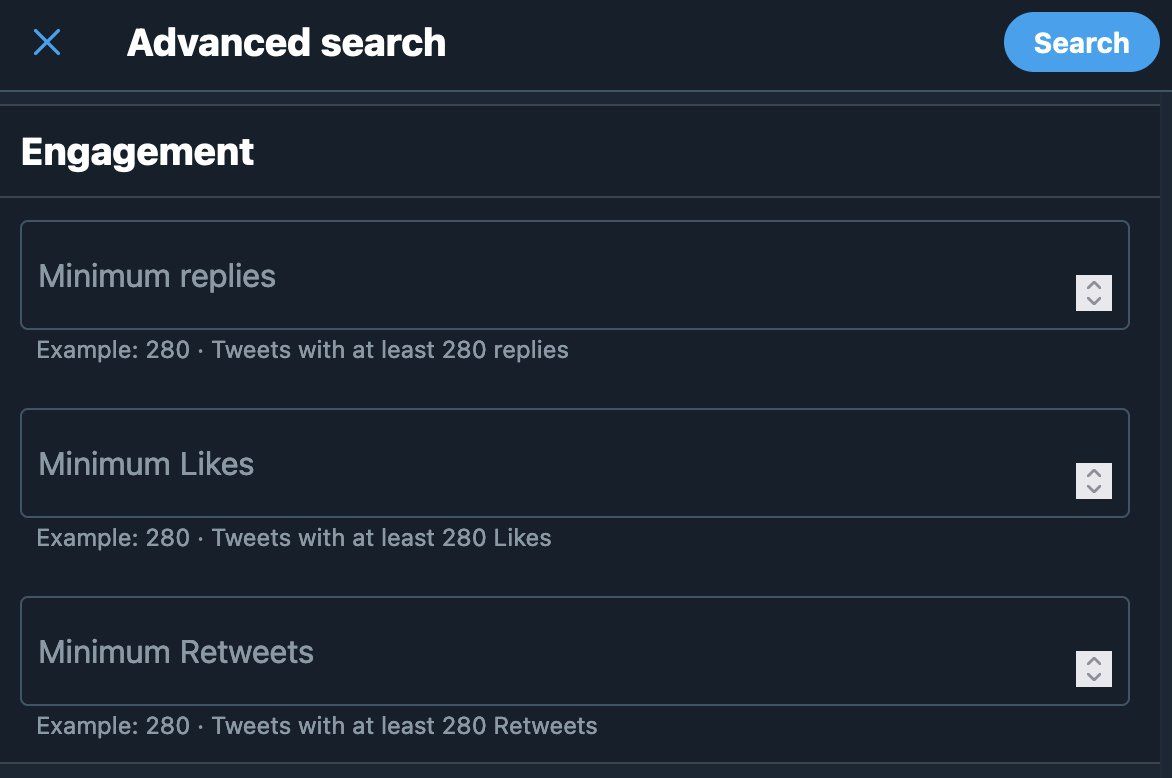 Advanced search
Search
Engagement
Minimum replies
Example: 280 · Tweets with at least 280 replies
Minimum Likes
Example: 280 · Tweets with at least 280 Likes
Minimum Retweets
Example: 280 · Tweets with at least 280 Retweets